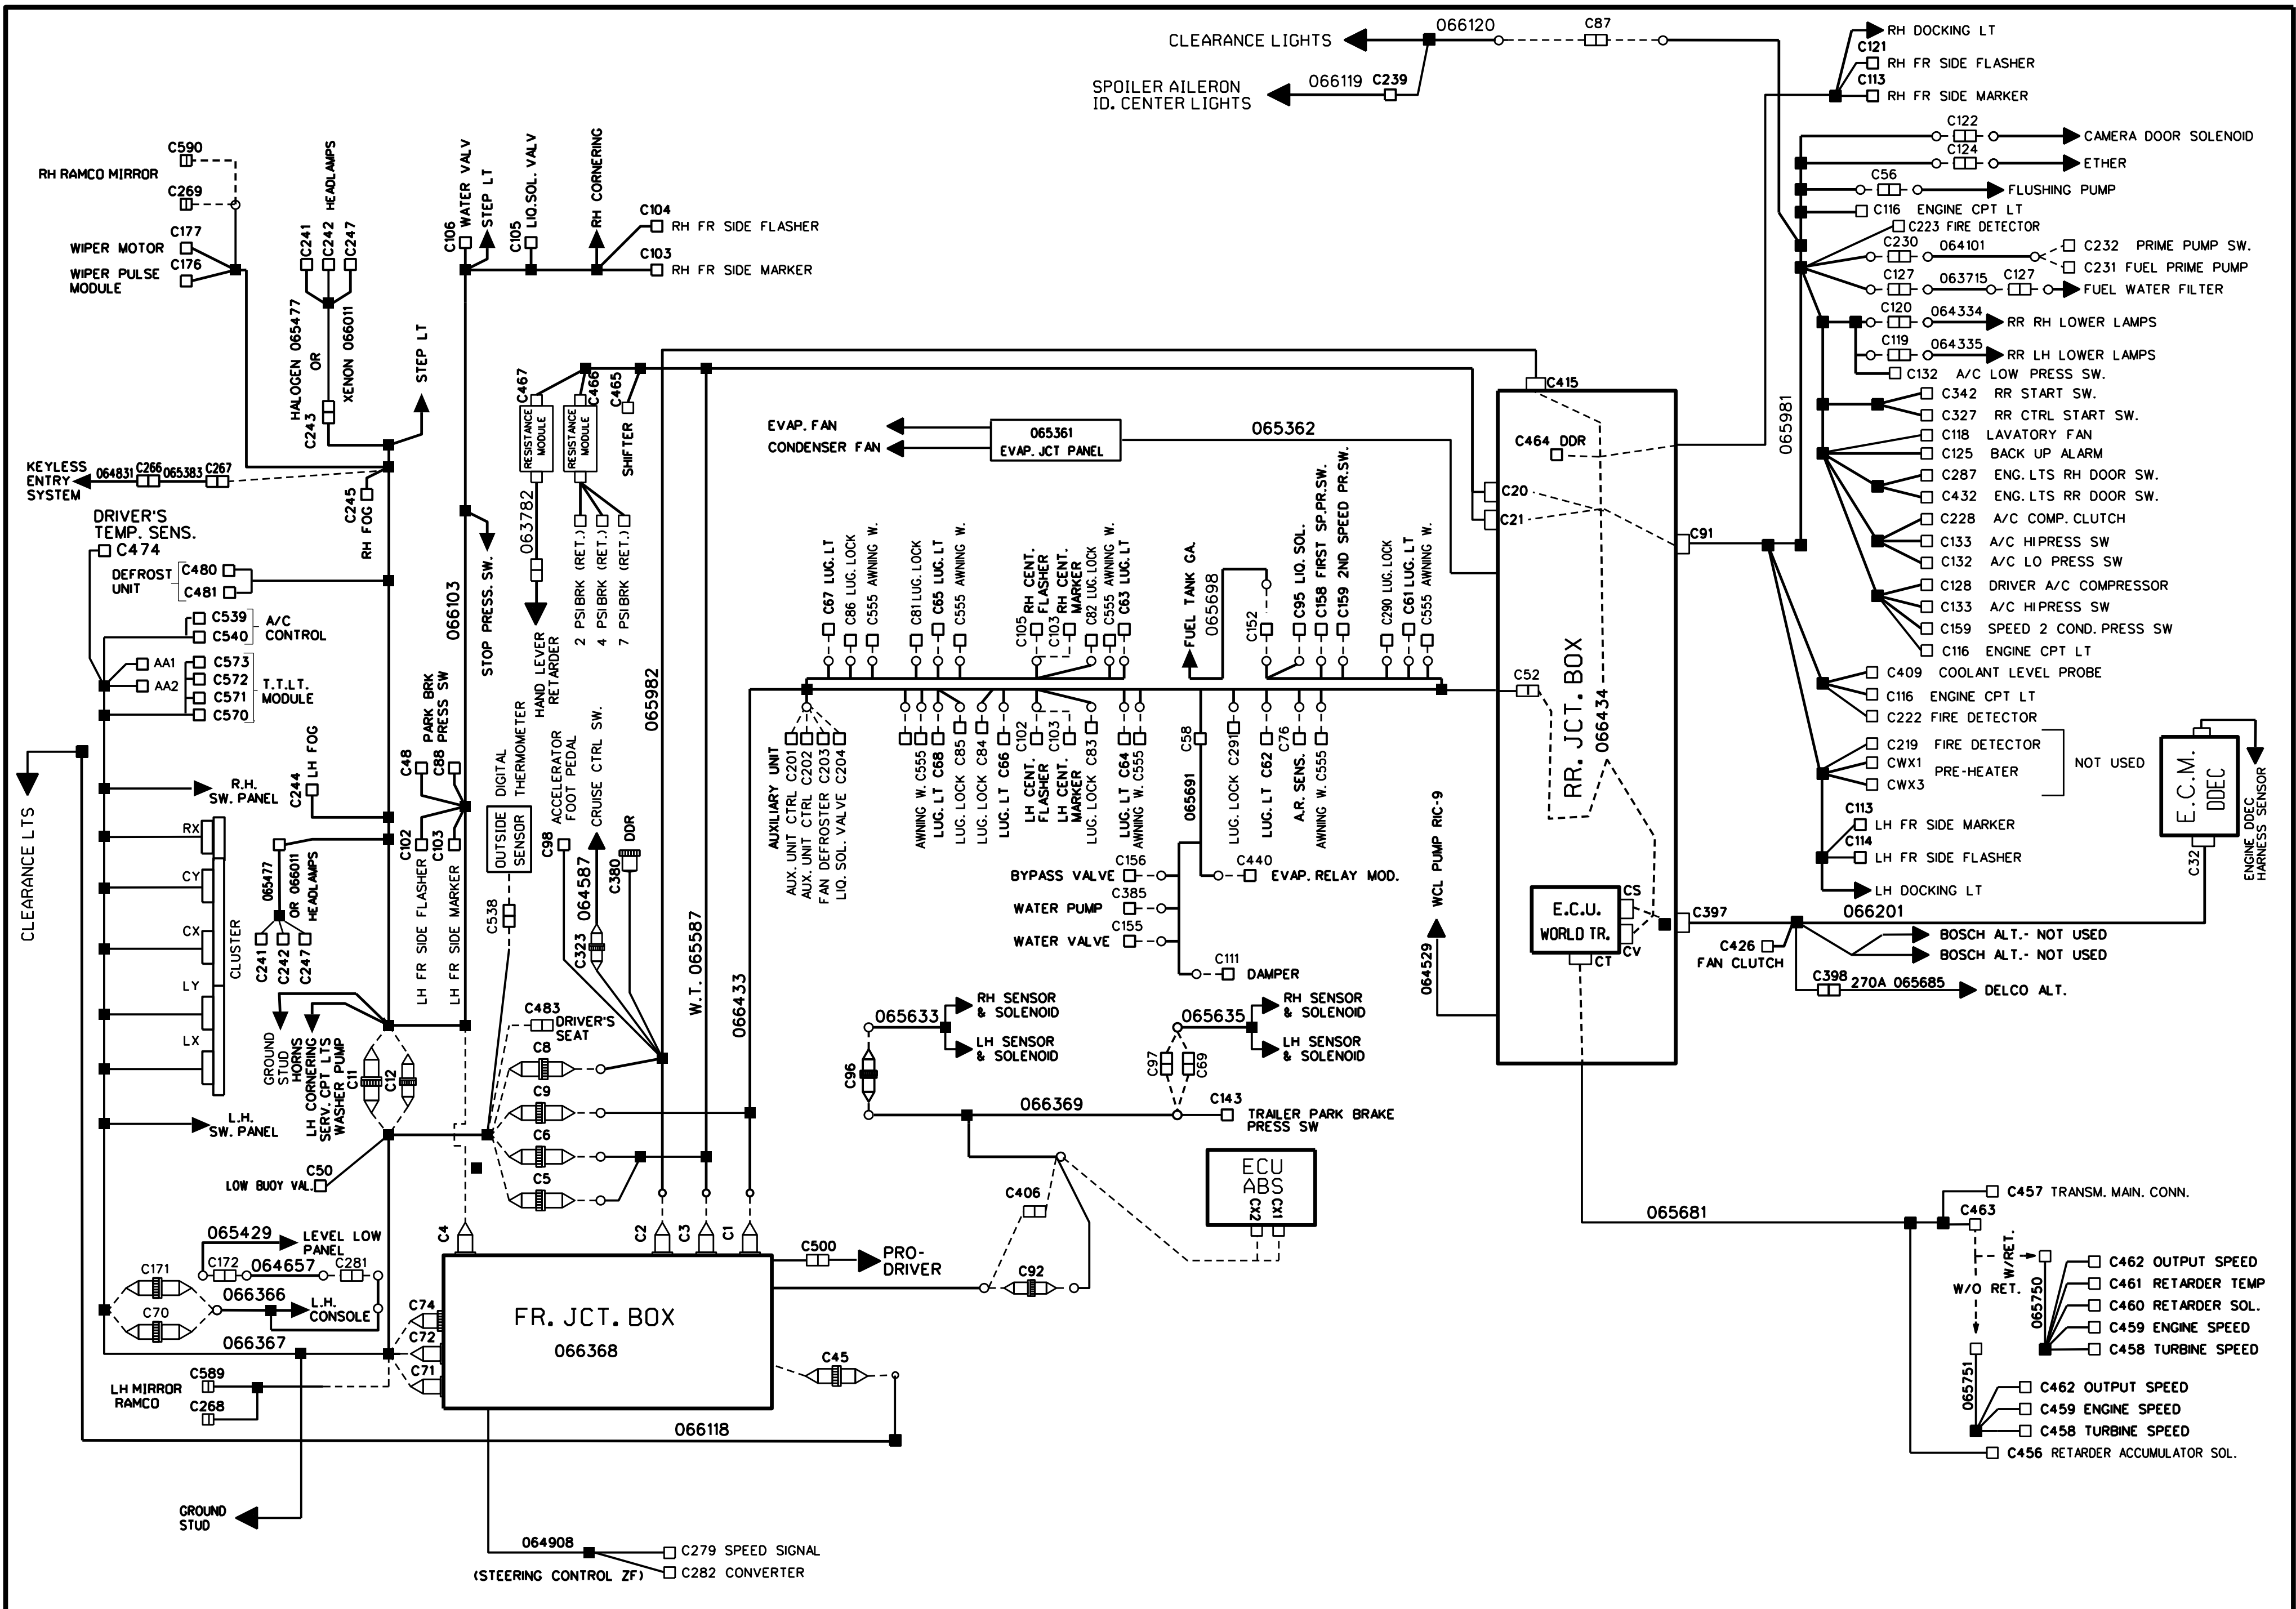 CLEARANCE LIGHTS
066120
C87
SPOILER AILERON
ID. CENTER LIGHTS
066119
C239
RH DOCKING LT
C121
RH FR SIDE FLASHER
C113
RH FR SIDE MARKER
C122
CAMERA DOOR SOLENOID
C124
ETHER
C56
FLUSHING PUMP
C116 ENGINE CPT LT
C223 FIRE DETECTOR
C230
064101
C232 PRIME PUMP SW.
C231 FUEL PRIME PUMP
C127
063715
C127
FUEL WATER FILTER
C120
064334
RR RH LOWER LAMPS
C119
064335
RR LH LOWER LAMPS
C132 A/C LOW PRESS SW.
C342 RR START SW.
C327 RR CTRL START SW.
C118 LAVATORY FAN
C125 BACK UP ALARM
C287 ENG.LTS RH DOOR SW.
C432 ENG.LTS RR DOOR SW.
C228 A/C COMP.CLUTCH
C133 A/C HIPRESS SW
C132 A/C LO PRESS SW
C128 DRIVER A/C COMPRESSOR
C133 A/C HIPRESS SW
C159 SPEED 2 COND.PRESS SW
C116 ENGINE CPT LT
C409 COOLANT LEVEL PROBE
C116 ENGINE CPT LT
C222 FIRE DETECTOR
C219 FIRE DETECTOR
CWX1
PRE-HEATER
CWX3
NOT USED
C113
LH FR SIDE MARKER
C114
LH FR SIDE FLASHER
LH DOCKING LT
065981
C91
E.C.M.
DDEC
C32
ENGINE DDEC
HARNESS SENSOR
C397
066201
BOSCH ALT.- NOT USED
BOSCH ALT.- NOT USED
C426
FAN CLUTCH
C398
270A 065685
DELCO ALT.
C590
RH RAMCO MIRROR
C269
C177
WIPER MOTOR
C176
WIPER PULSE
MODULE
C241
C242
C247
HEADLAMPS
HALOGEN 065477
OR
XENON 066011
C243
STEP LT
KEYLESS
ENTRY
SYSTEM
064831
C266
065383
C267
C245
RH FOG
C106
WATER VALV
STEP LT
C105
LIQ.SOL. VALV
RH CORNERING
C104
RH FR SIDE FLASHER
C103
RH FR SIDE MARKER
DRIVER'S
TEMP. SENS.
C474
DEFROST
UNIT
C480
C481
C539
C540
A/C
CONTROL
AA1
AA2
C573
C572
C571
C570
T.T.LT.
MODULE
CLEARANCE LTS
R.H.
SW. PANEL
C244
LH FOG
RX
CY
CX
LY
LX
CLUSTER
065477
OR 066011
HEADLAMPS
C241
C242
C247
GROUND
STUD
HORNS
LH CORNERING
SERV. CPT LTS
WASHER PUMP
C11
C12
L.H.
SW. PANEL
C50
LOW BUOY VAL.
066103
STOP PRESS. SW.
C48
PARK BRK
C88
PRESS SW
C102
LH FR SIDE FLASHER
C103
LH FR SIDE MARKER
C467
RESISTANCE
MODULE
C466
RESISTANCE
MODULE
C465
SHIFTER
063782
HAND LEVER
RETARDER
2 PSIBRK (RET.)
4 PSIBRK (RET.)
7 PSIBRK (RET.)
DIGITAL
THERMOMETER
OUTSIDE
SENSOR
C538
ACCELERATOR
FOOT PEDAL
C98
CRUISE CTRL SW.
064587
C323
DDR
C380
065982
W.T. 065587
066433
C483
DRIVER'S
SEAT
C8
C9
C6
C5
C4
C2
C3
C1
EVAP. FAN
CONDENSER FAN
065361
EVAP. JCT PANEL
065362
C67 LUG. LT
C86 LUG. LOCK
C555 AWNING W.
C81 LUG. LOCK
C65 LUG. LT
C555 AWNING W.
C105 RH CENT.
FLASHER
C103 RH CENT.
MARKER
C82 LUG. LOCK
C555 AWNING W.
C63 LUG. LT
FUEL TANK GA.
065698
C152
C95 LIQ. SOL.
C158 FIRST SP.PR.SW.
C159 2ND SPEED PR.SW.
C290 LUG.LOCK
C61 LUG. LT
C555 AWNING W.
AUXILIARY UNIT
AUX. UNIT CTRL C201
AUX. UNIT CTRL C202
FAN DEFROSTER C203
LIQ. SOL. VALVE C204
AWNING W. C555
LUG. LT C68
LUG. LOCK C85
LUG. LOCK C84
LUG. LT C66
LH CENT. C102
FLASHER
LH CENT. C103
MARKER
LUG. LOCK C83
LUG. LT C64
AWNING W. C555
C58
065691
LUG. LOCK C291
LUG. LT C62
A.R. SENS. C76
AWNING W. C555
C156
BYPASS VALVE
C385
WATER PUMP
C155
WATER VALVE
C440
EVAP.RELAY MOD.
C111
DAMPER
WCL PUMP RIC-9
064529
C415
C464 DDR
C20
C21
C52
RR. JCT. BOX
066434
E.C.U.
WORLD TR.
CS
CV
CT
065633
RH SENSOR
& SOLENOID
LH SENSOR
& SOLENOID
C96
065635
RH SENSOR
& SOLENOID
LH SENSOR
& SOLENOID
C97
C69
066369
C143
TRAILER PARK BRAKE
PRESS SW
ECU
ABS
CX2
CX1
C406
C92
C500
PRO-
DRIVER
FR. JCT. BOX
066368
C74
C72
C71
C45
065429
LEVEL LOW
PANEL
C172
064657
C281
C171
066366
L.H.
CONSOLE
C70
066367
C589
LH MIRROR
RAMCO
C268
066118
GROUND
STUD
064908
(STEERING CONTROL ZF)
C279 SPEED SIGNAL
C282 CONVERTER
065681
C457 TRANSM. MAIN. CONN.
C463
W/RET.
W/O RET.
065750
C462 OUTPUT SPEED
C461 RETARDER TEMP
C460 RETARDER SOL.
C459 ENGINE SPEED
C458 TURBINE SPEED
065751
C462 OUTPUT SPEED
C459 ENGINE SPEED
C458 TURBINE SPEED
C456 RETARDER ACCUMULATOR SOL.